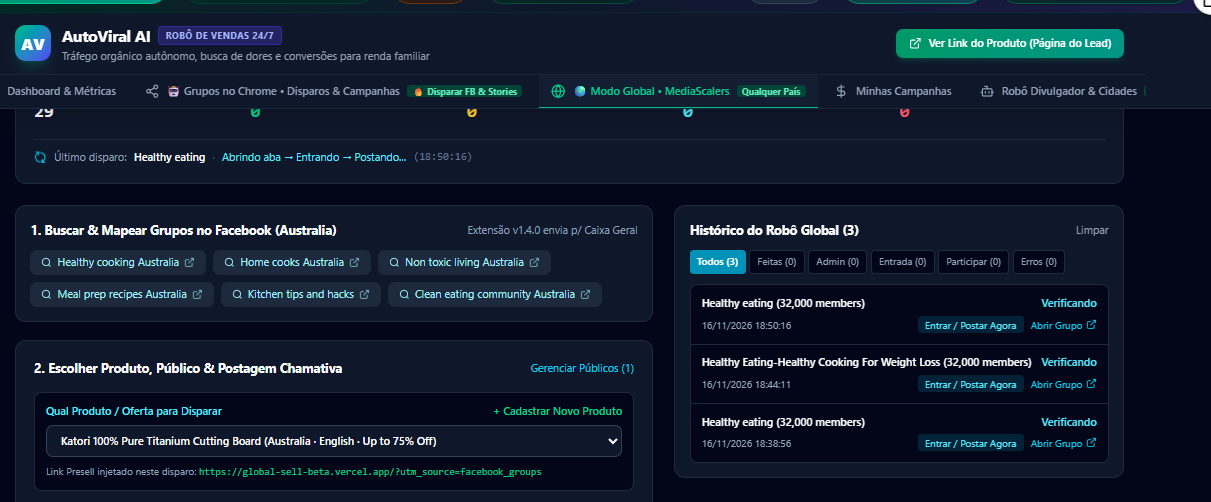 AV
AutoViral AI
ROBÔ DE VENDAS 24/7
Tráfego orgânico autônomo, busca de dores e conversões para renda familiar
Ver Link do Produto (Página do Lead)
Dashboard & Métricas
Grupos no Chrome • Disparos & Campanhas
Disparar FB & Stories
Modo Global • MediaScalers
Qualquer País
Minhas Campanhas
Robô Divulgador & Cidades
29
Último disparo: Healthy eating · Abrindo aba → Entrando → Postando... (18:50:16)
1. Buscar & Mapear Grupos no Facebook (Australia)
Extensão v1.4.0 envia p/ Caixa Geral
Healthy cooking Australia
Home cooks Australia
Non toxic living Australia
Meal prep recipes Australia
Kitchen tips and hacks
Clean eating community Australia
2. Escolher Produto, Público & Postagem Chamativa
Gerenciar Públicos (1)
Qual Produto / Oferta para Disparar
+ Cadastrar Novo Produto
Katori 100% Pure Titanium Cutting Board (Australia · English · Up to 75% Off)
Link Presell injetado neste disparo: https://global-sell-beta.vercel.app/?utm_source=facebook_groups
Histórico do Robô Global (3)
Limpar
Todos (3)
Feitas (0)
Admin (0)
Entrada (0)
Participar (0)
Erros (0)
Healthy eating (32,000 members)
Verificando
16/11/2026 18:50:16
Entrar / Postar Agora
Abrir Grupo
Healthy Eating-Healthy Cooking For Weight Loss (32,000 members)
Verificando
16/11/2026 18:44:11
Entrar / Postar Agora
Abrir Grupo
Healthy eating (32,000 members)
Verificando
16/11/2026 18:38:56
Entrar / Postar Agora
Abrir Grupo